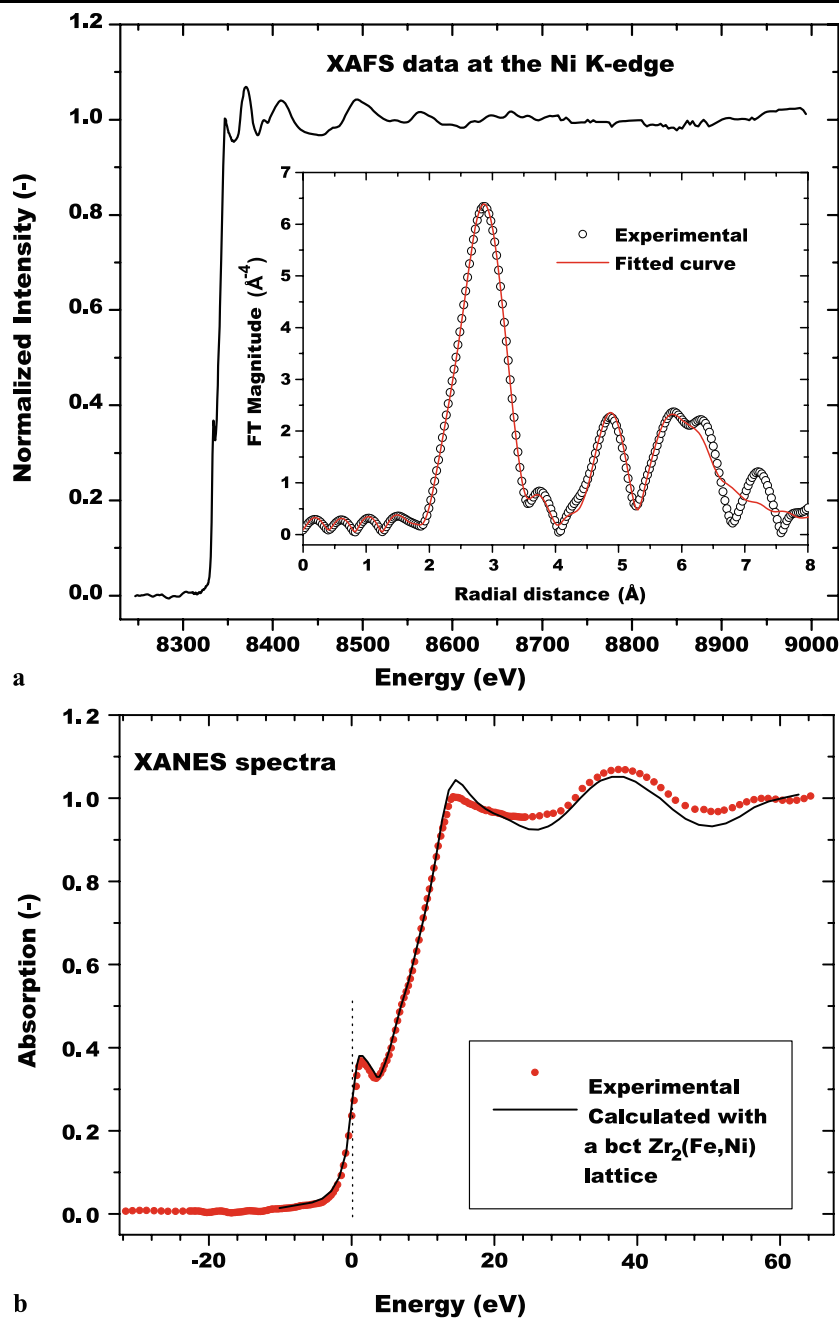 1.2
1.0
0.8
0.6
0.4
0.2
0.0
Normalized Intensity (-)
XAFS data at the Ni K-edge
7
6
5
4
3
2
1
0
FT Magnitude (Å⁻⁴)
Experimental
Fitted curve
0 1 2 3 4 5 6 7 8
Radial distance (Å)
8300 8400 8500 8600 8700 8800 8900 9000
Energy (eV)
a
1.2
1.0
0.8
0.6
0.4
0.2
0.0
Absorption (-)
XANES spectra
Experimental
Calculated with
a bct Zr₂(Fe,Ni)
lattice
-20 0 20 40 60
Energy (eV)
b